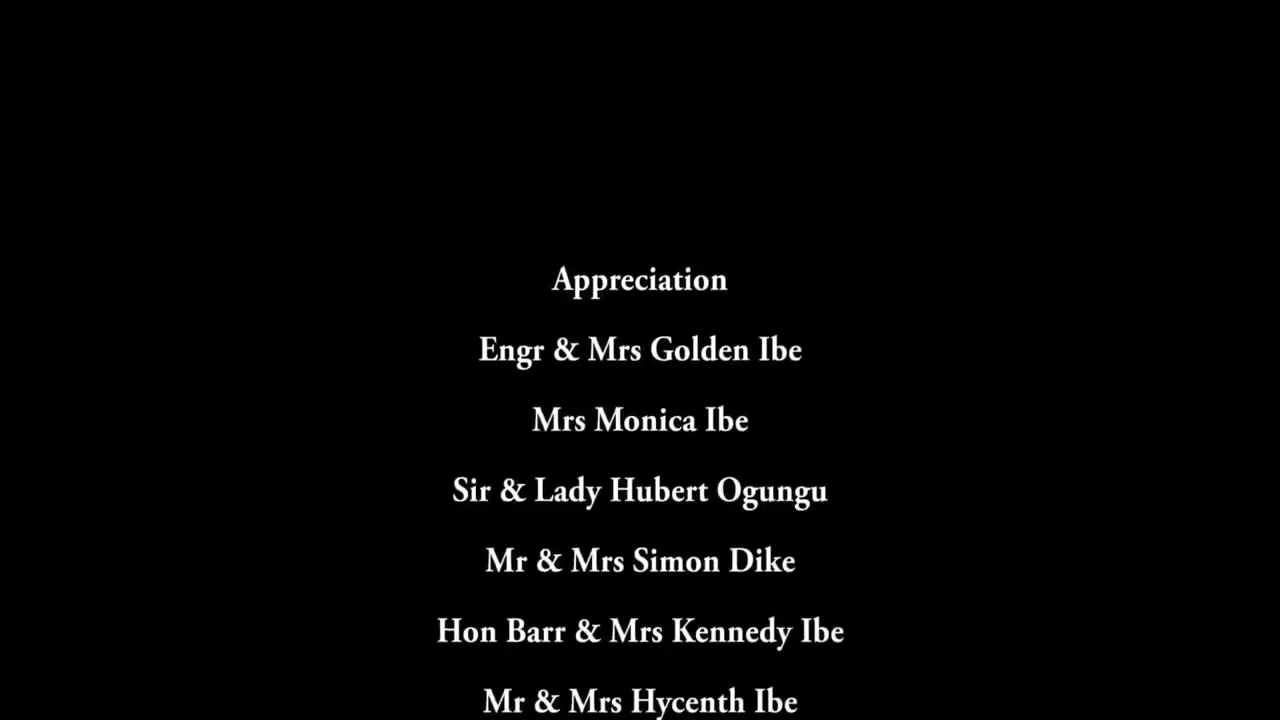 Appreciation
Engr & Mrs Golden Ibe
Mrs Monica Ibe
Sir & Lady Hubert Ogungu
Mr & Mrs Simon Dike
Hon Barr & Mrs Kennedy Ibe
Mr & Mrs Hycenth Ibe